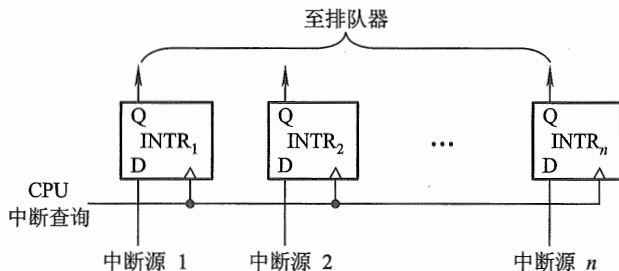 至排队器
Q Q Q
INTR₁ INTR₂ … INTRₙ
D D D
CPU
中断查询
中断源 1 中断源 2 中断源 n